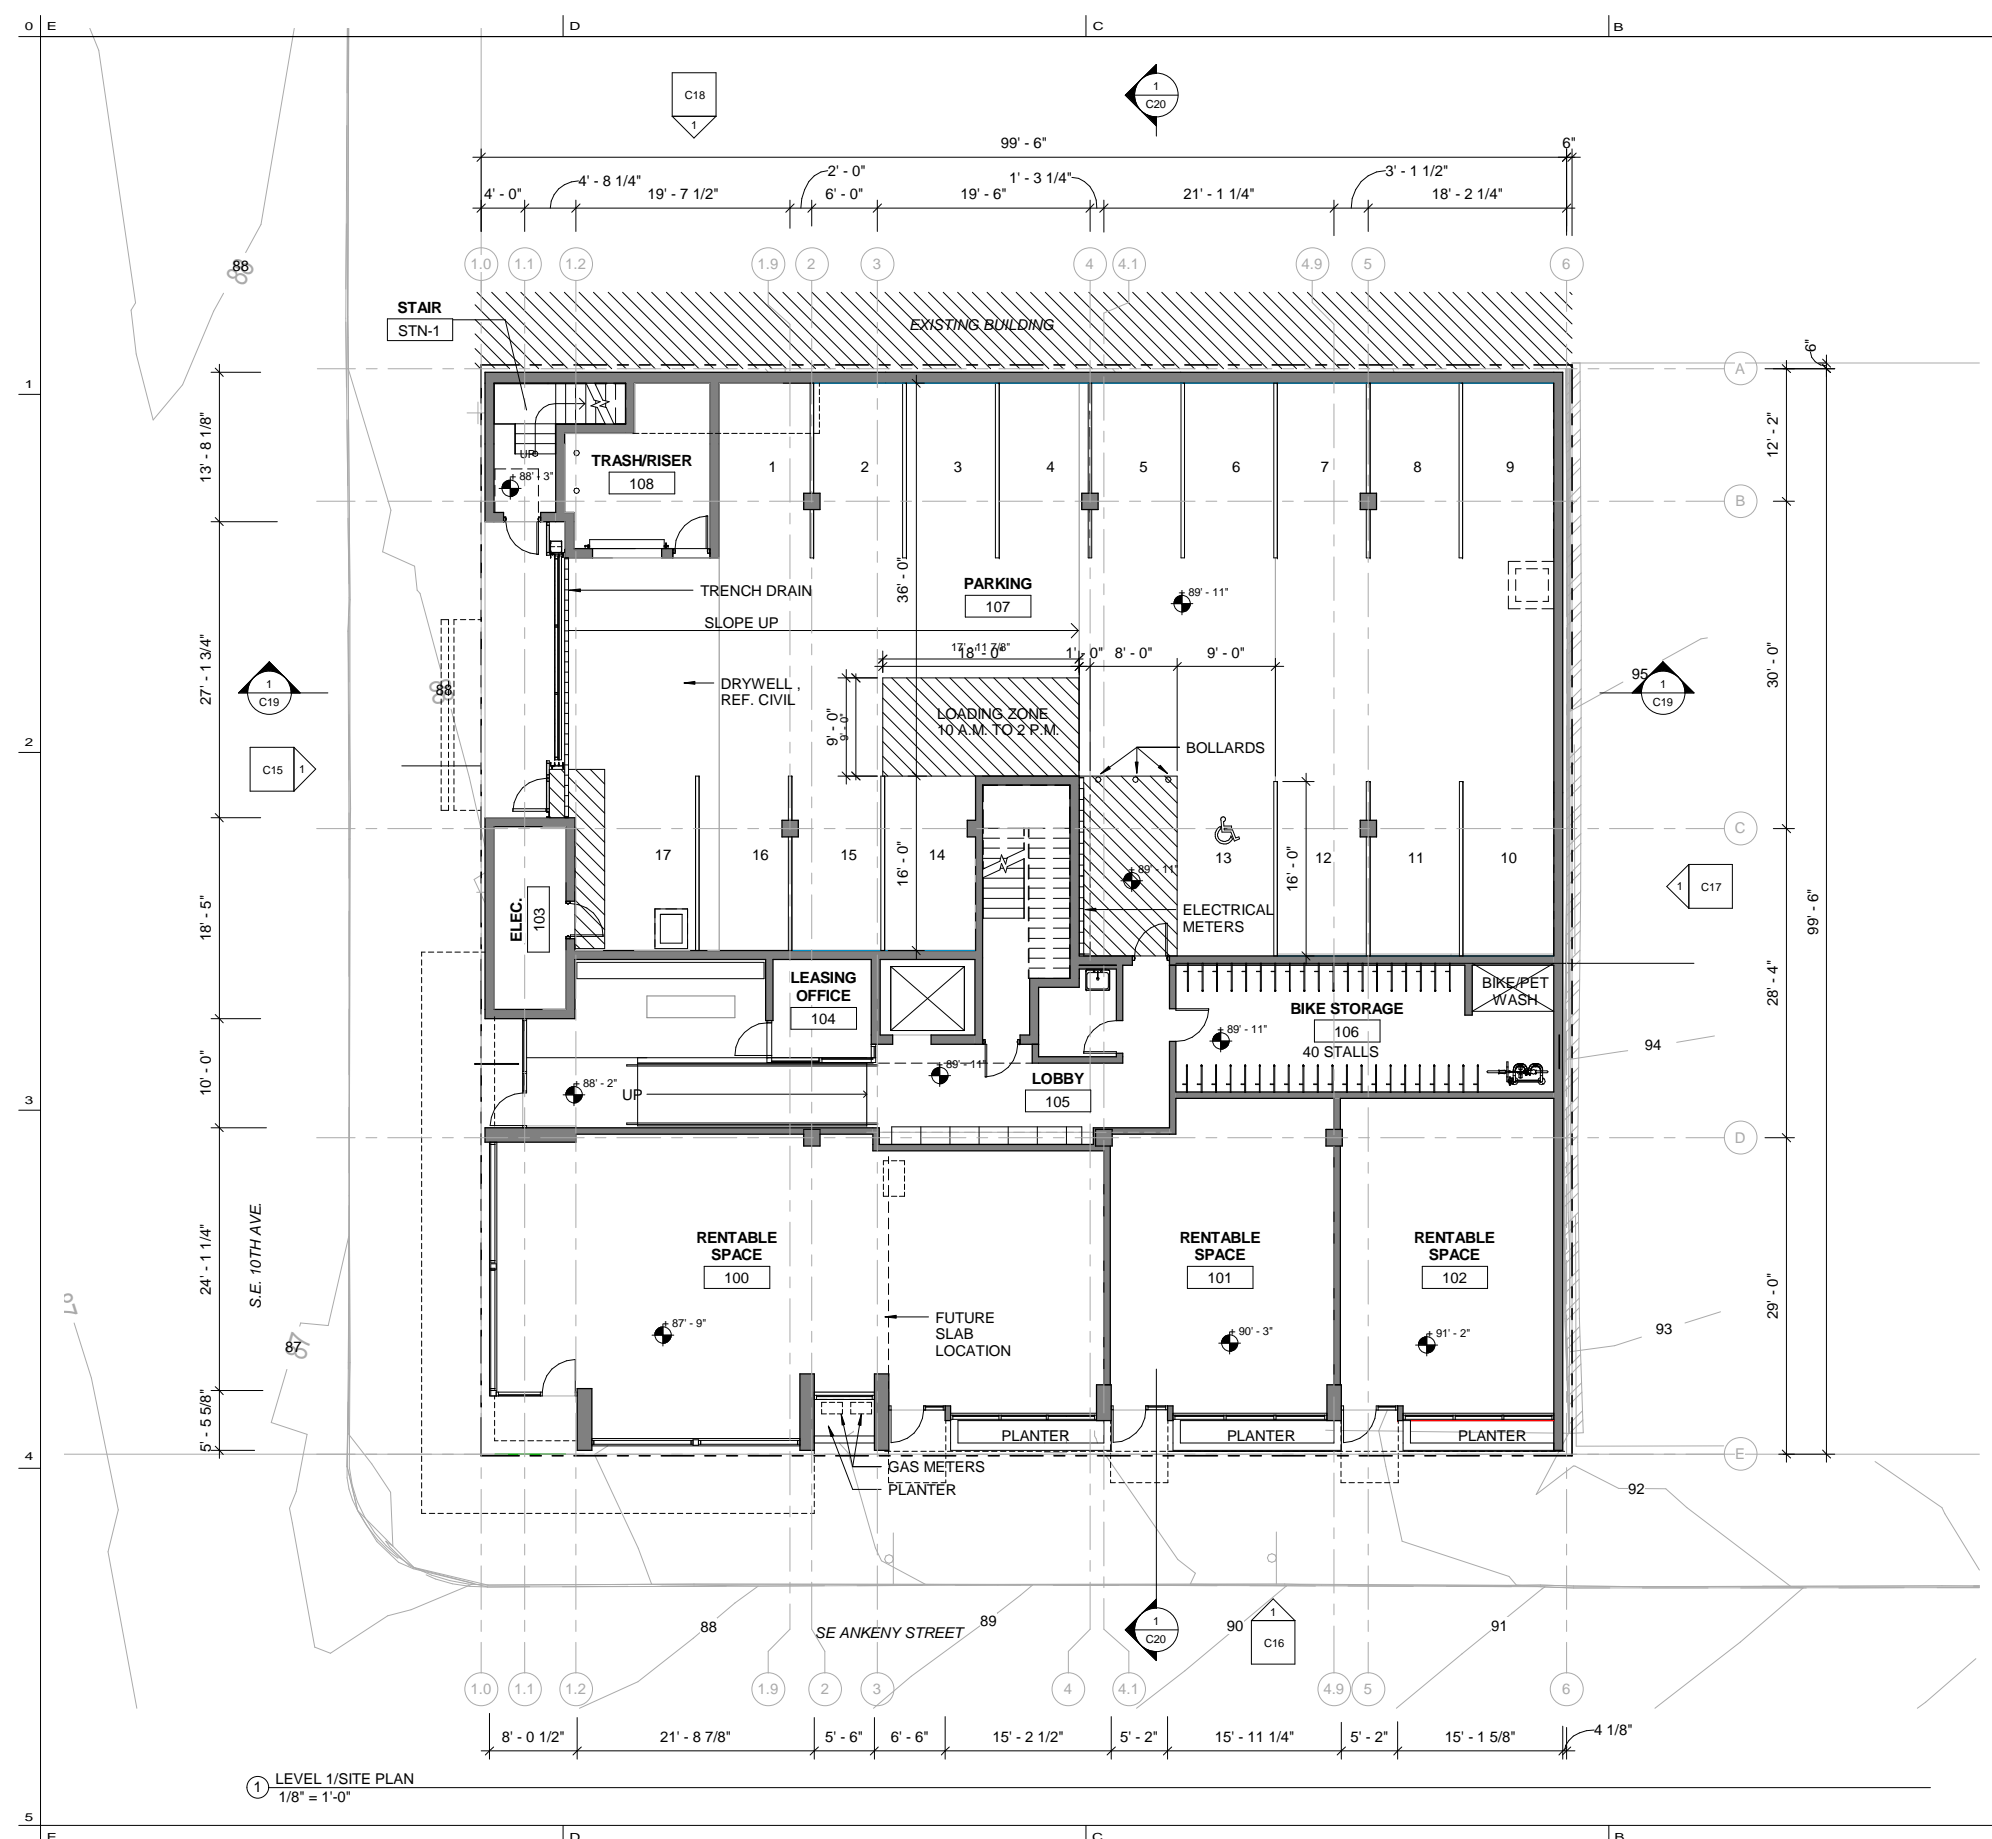 0 E D C B
C18
1
1
C20
99' - 6" 6"
4' - 0" 4' - 8 1/4" 19' - 7 1/2" 2' - 0" 6' - 0" 19' - 6" 1' - 3 1/4" 21' - 1 1/4" 3' - 1 1/2" 18' - 2 1/4"
1.0 1.1 1.2 1.9 2 3 4 4.1 4.9 5 6
88
88
STAIR
STN-1
EXISTING BUILDING
6"
A
1
13' - 8 1/8"
12' - 2"
UP
+ 88' - 3"
TRASH/RISER
108
1 2 3 4 5 6 7 8 9
B
TRENCH DRAIN
36' - 0"
PARKING
107
+ 89' - 11"
SLOPE UP
17' - 11 7/8"
18' - 0" 1' - 0" 8' - 0" 9' - 0"
27' - 1 3/4"
30' - 0"
1
C19
88
88
DRYWELL ,
REF. CIVIL
9' - 0"
9' - 0"
LOADING ZONE
10 A.M. TO 2 P.M.
95
1
C19
2
C15 1
BOLLARDS
C
17 16 15 14 13 12 11 10
16' - 0"
16' - 0"
+ 89' - 11"
1 C17
18' - 5"
ELEC.
103
ELECTRICAL
METERS
99' - 6"
LEASING
OFFICE
104
BIKE/PET
WASH
BIKE STORAGE
106
40 STALLS
+ 89' - 11"
28' - 4"
94
10' - 0"
+ 88' - 2"
UP
+ 89' - 11"
LOBBY
105
3
D
24' - 1 1/4"
S.E. 10TH AVE.
RENTABLE
SPACE
100
RENTABLE
SPACE
101
RENTABLE
SPACE
102
29' - 0"
87
87
87
+ 87' - 9"
FUTURE
SLAB
LOCATION
+ 90' - 3"
+ 91' - 2"
93
5' - 5 5/8"
PLANTER PLANTER PLANTER
4
E
GAS METERS
PLANTER
92
88
SE ANKENY STREET
89
1
C20
90
1
C16
91
1.0 1.1 1.2 1.9 2 3 4 4.1 4.9 5 6
8' - 0 1/2" 21' - 8 7/8" 5' - 6" 6' - 6" 15' - 2 1/2" 5' - 2" 15' - 11 1/4" 5' - 2" 15' - 1 5/8" 4 1/8"
1 LEVEL 1/SITE PLAN
1/8" = 1'-0"
5
E D C B